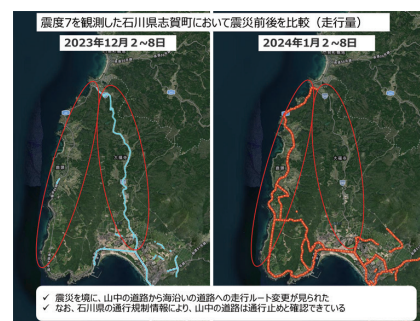 震度7を観測した石川県志賀町において震災前後を比較（走行量）
2023年12月２~8日
2024年1月２~8日
✓ 震災を境に、山中の道路から海沿いの道路への走行ルート変更が見られた
✓ なお、石川県の通行規制情報により、山中の道路は通行止めと確認できている